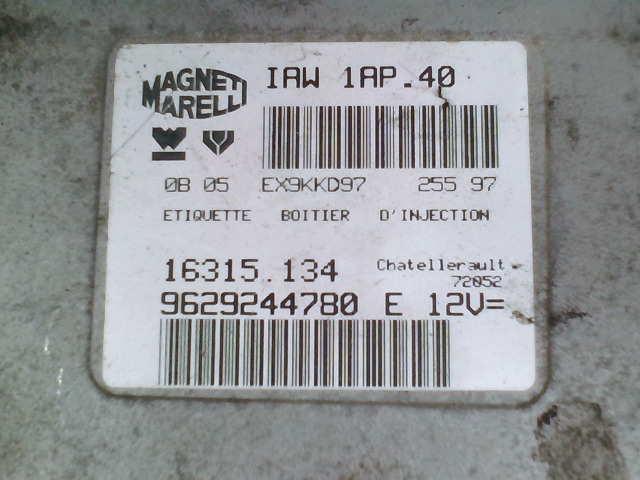 MAGNETI MARELLI
IAW 1AP.40
0B 05 EX9KKD97 255 97
ETIQUETTE BOITIER D'INJECTION
16315.134 Chatellerault
72052
9629244780 E 12V=